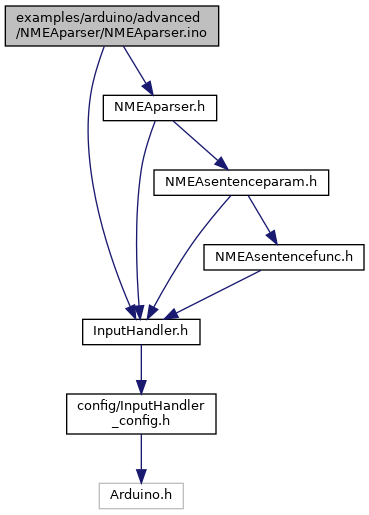 examples/arduino/advanced
/NMEAparser/NMEAparser.ino
NMEAparser.h
NMEAsentenceparam.h
NMEAsentencefunc.h
InputHandler.h
config/InputHandler
_config.h
Arduino.h